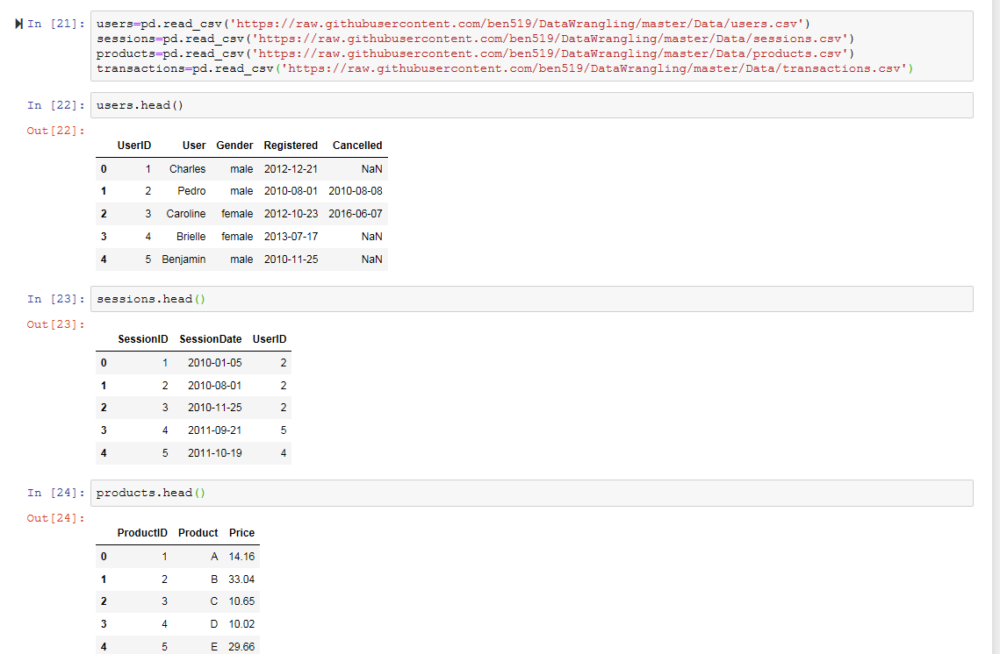 In [21]: users=pd.read_csv('https://raw.githubusercontent.com/ben519/DataWrangling/master/Data/users.csv')
sessions=pd.read_csv('https://raw.githubusercontent.com/ben519/DataWrangling/master/Data/sessions.csv')
products=pd.read_csv('https://raw.githubusercontent.com/ben519/DataWrangling/master/Data/products.csv')
transactions=pd.read_csv('https://raw.githubusercontent.com/ben519/DataWrangling/master/Data/transactions.csv')
In [22]: users.head()
Out[22]:
UserID User Gender Registered Cancelled
0 1 Charles male 2012-12-21 NaN
1 2 Pedro male 2010-08-01 2010-08-08
2 3 Caroline female 2012-10-23 2016-06-07
3 4 Brielle female 2013-07-17 NaN
4 5 Benjamin male 2010-11-25 NaN
In [23]: sessions.head()
Out[23]:
SessionID SessionDate UserID
0 1 2010-01-05 2
1 2 2010-08-01 2
2 3 2010-11-25 2
3 4 2011-09-21 5
4 5 2011-10-19 4
In [24]: products.head()
Out[24]:
ProductID Product Price
0 1 A 14.16
1 2 B 33.04
2 3 C 10.65
3 4 D 10.02
4 5 E 29.66